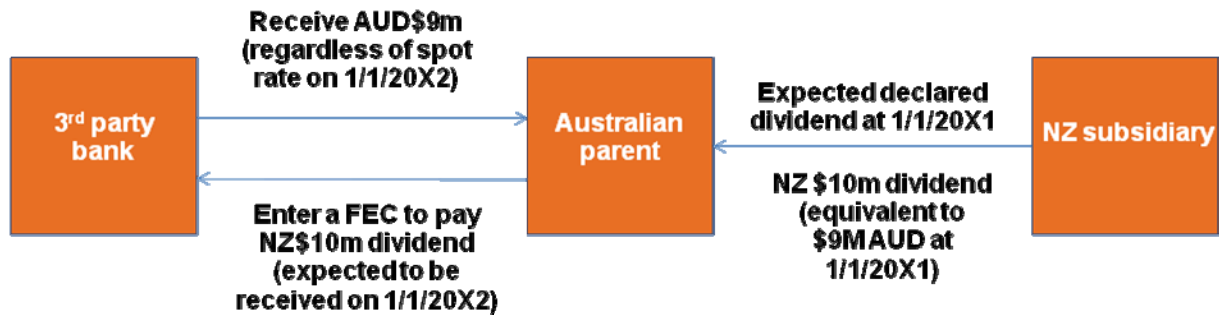 Receive AUD$9m
(regardless of spot
rate on 1/1/20X2)
3rd party
bank
Australian
parent
Expected declared
dividend at 1/1/20X1
NZ subsidiary
Enter a FEC to pay
NZ$10m dividend
(expected to be
received on 1/1/20X2)
NZ $10m dividend
(equivalent to
$9M AUD at
1/1/20X1)